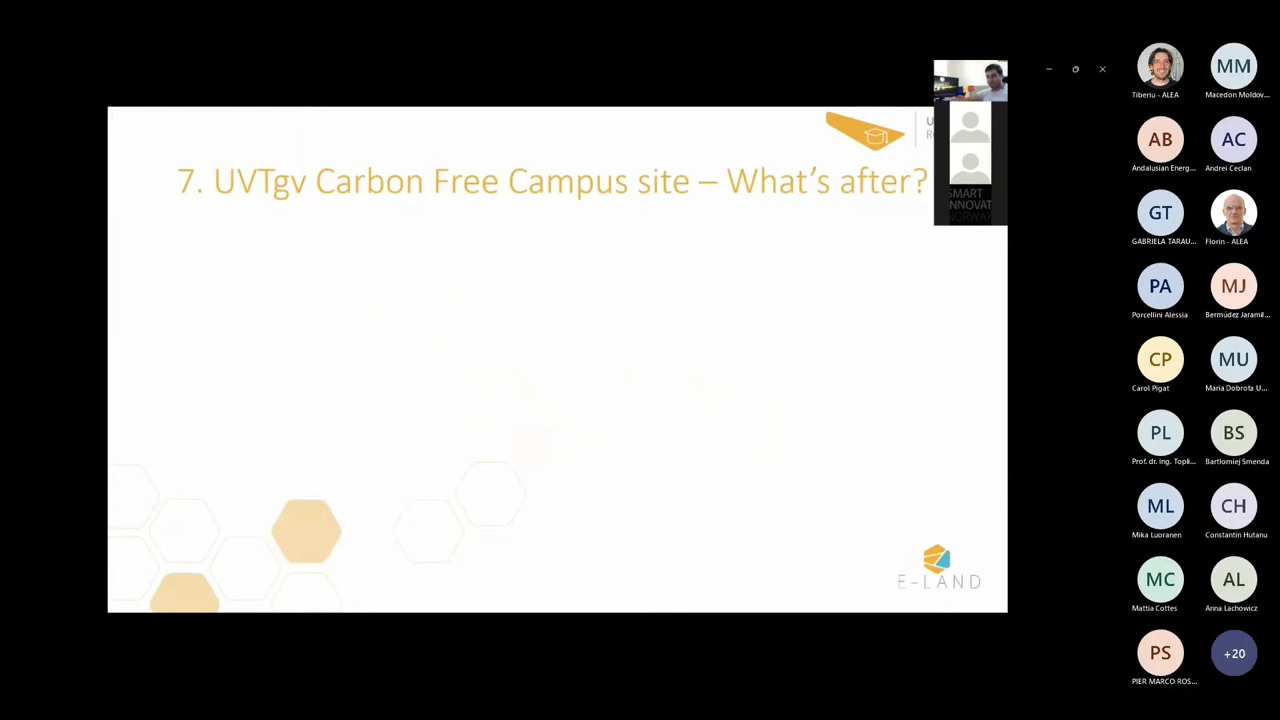 7. UVTgv Carbon Free Campus site – What's after?
SMART
INNOVAT
NORWAY
E-LAND
MM
Tiberiu - ALEA
Macedon Moldov...
AB
AC
Andalusian Energ...
Andrei Ceclan
GT
GABRIELA TARAU...
Florin - ALEA
PA
MJ
Porcellini Alessia
Bermúdez Jaramil...
CP
MU
Carol Pigat
Maria Dobrota U...
PL
BS
Prof. dr. ing. Topli...
Bartlomiej Smenda
ML
CH
Mika Luoranen
Constantin Hutanu
MC
AL
Mattia Cottes
Anna Lachowicz
PS
+20
PIER MARCO ROS...